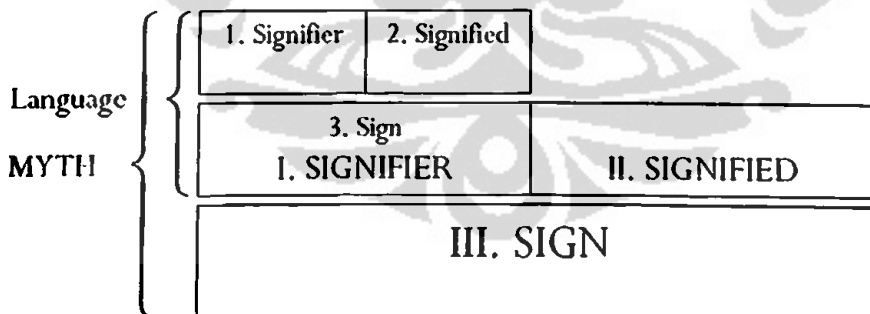 1. Signifier 2. Signified
Language
3. Sign
MYTH
I. SIGNIFIER II. SIGNIFIED
III. SIGN